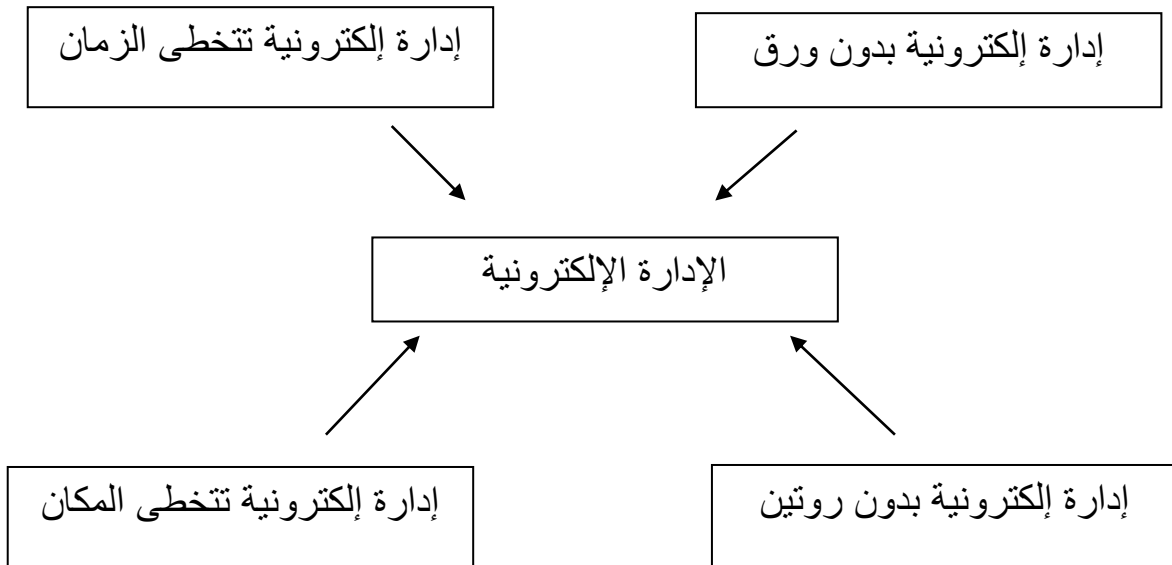 إدارة إلكترونية بدون ورق
إدارة إلكترونية تتخطى الزمان
الإدارة الإلكترونية
إدارة إلكترونية بدون روتين
إدارة إلكترونية تتخطى المكان